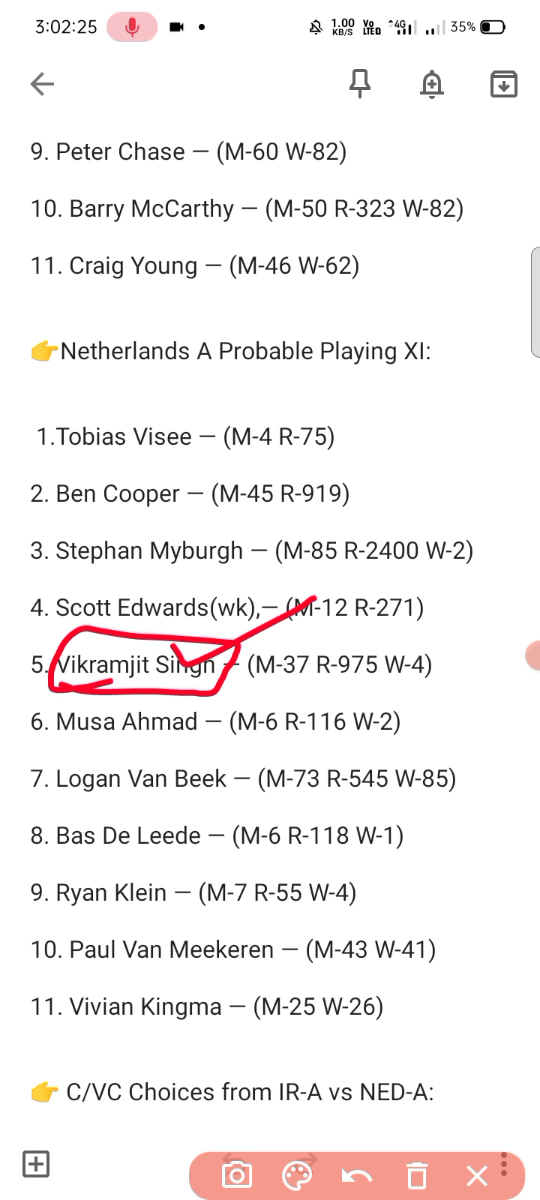 3:02:25 1.00 KB/S Vo LTED 4G 35%
9. Peter Chase — (M-60 W-82)
10. Barry McCarthy — (M-50 R-323 W-82)
11. Craig Young — (M-46 W-62)
👉Netherlands A Probable Playing XI:
1.Tobias Visee — (M-4 R-75)
2. Ben Cooper — (M-45 R-919)
3. Stephan Myburgh — (M-85 R-2400 W-2)
4. Scott Edwards(wk),— (M-12 R-271)
5. Vikramjit Singh — (M-37 R-975 W-4)
6. Musa Ahmad — (M-6 R-116 W-2)
7. Logan Van Beek — (M-73 R-545 W-85)
8. Bas De Leede — (M-6 R-118 W-1)
9. Ryan Klein — (M-7 R-55 W-4)
10. Paul Van Meekeren — (M-43 W-41)
11. Vivian Kingma — (M-25 W-26)
👉 C/VC Choices from IR-A vs NED-A: